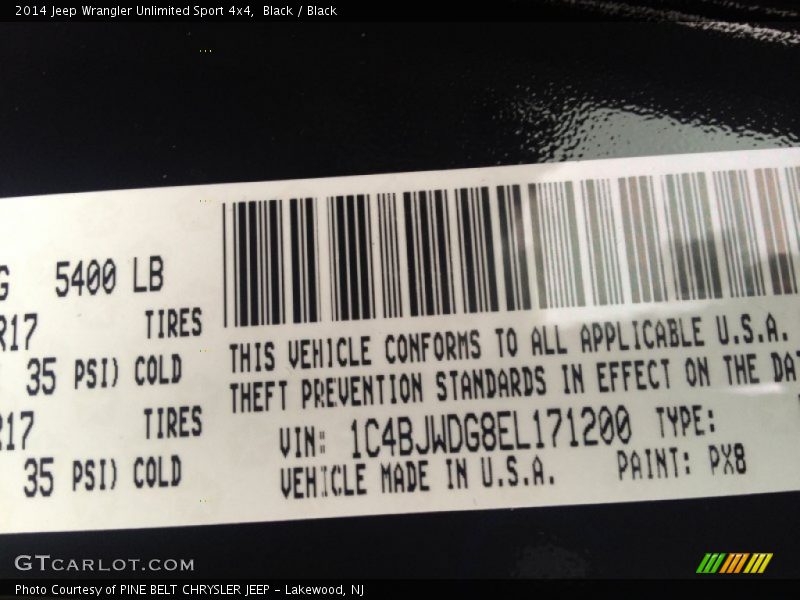 2014 Jeep Wrangler Unlimited Sport 4x4,  Black / Black
G 5400 LB
R17 TIRES
35 PSI) COLD
R17 TIRES
35 PSI) COLD
THIS VEHICLE CONFORMS TO ALL APPLICABLE U.S.A.
THEFT PREVENTION STANDARDS IN EFFECT ON THE DAT
VIN: 1C4BJWDG8EL171200 TYPE:
VEHICLE MADE IN U.S.A. PAINT: PX8
GTCARLOT.COM
Photo Courtesy of PINE BELT CHRYSLER JEEP - Lakewood, NJ